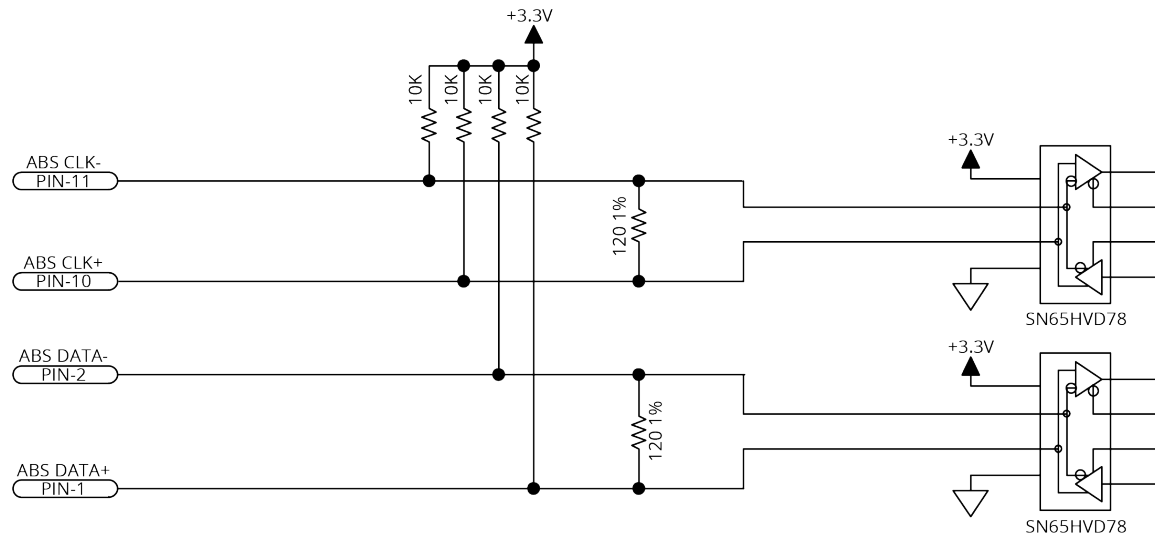 +3.3V
10K
10K
10K
10K
ABS CLK-
PIN-11
+3.3V
120 1%
ABS CLK+
PIN-10
SN65HVD78
ABS DATA-
PIN-2
+3.3V
120 1%
ABS DATA+
PIN-1
SN65HVD78